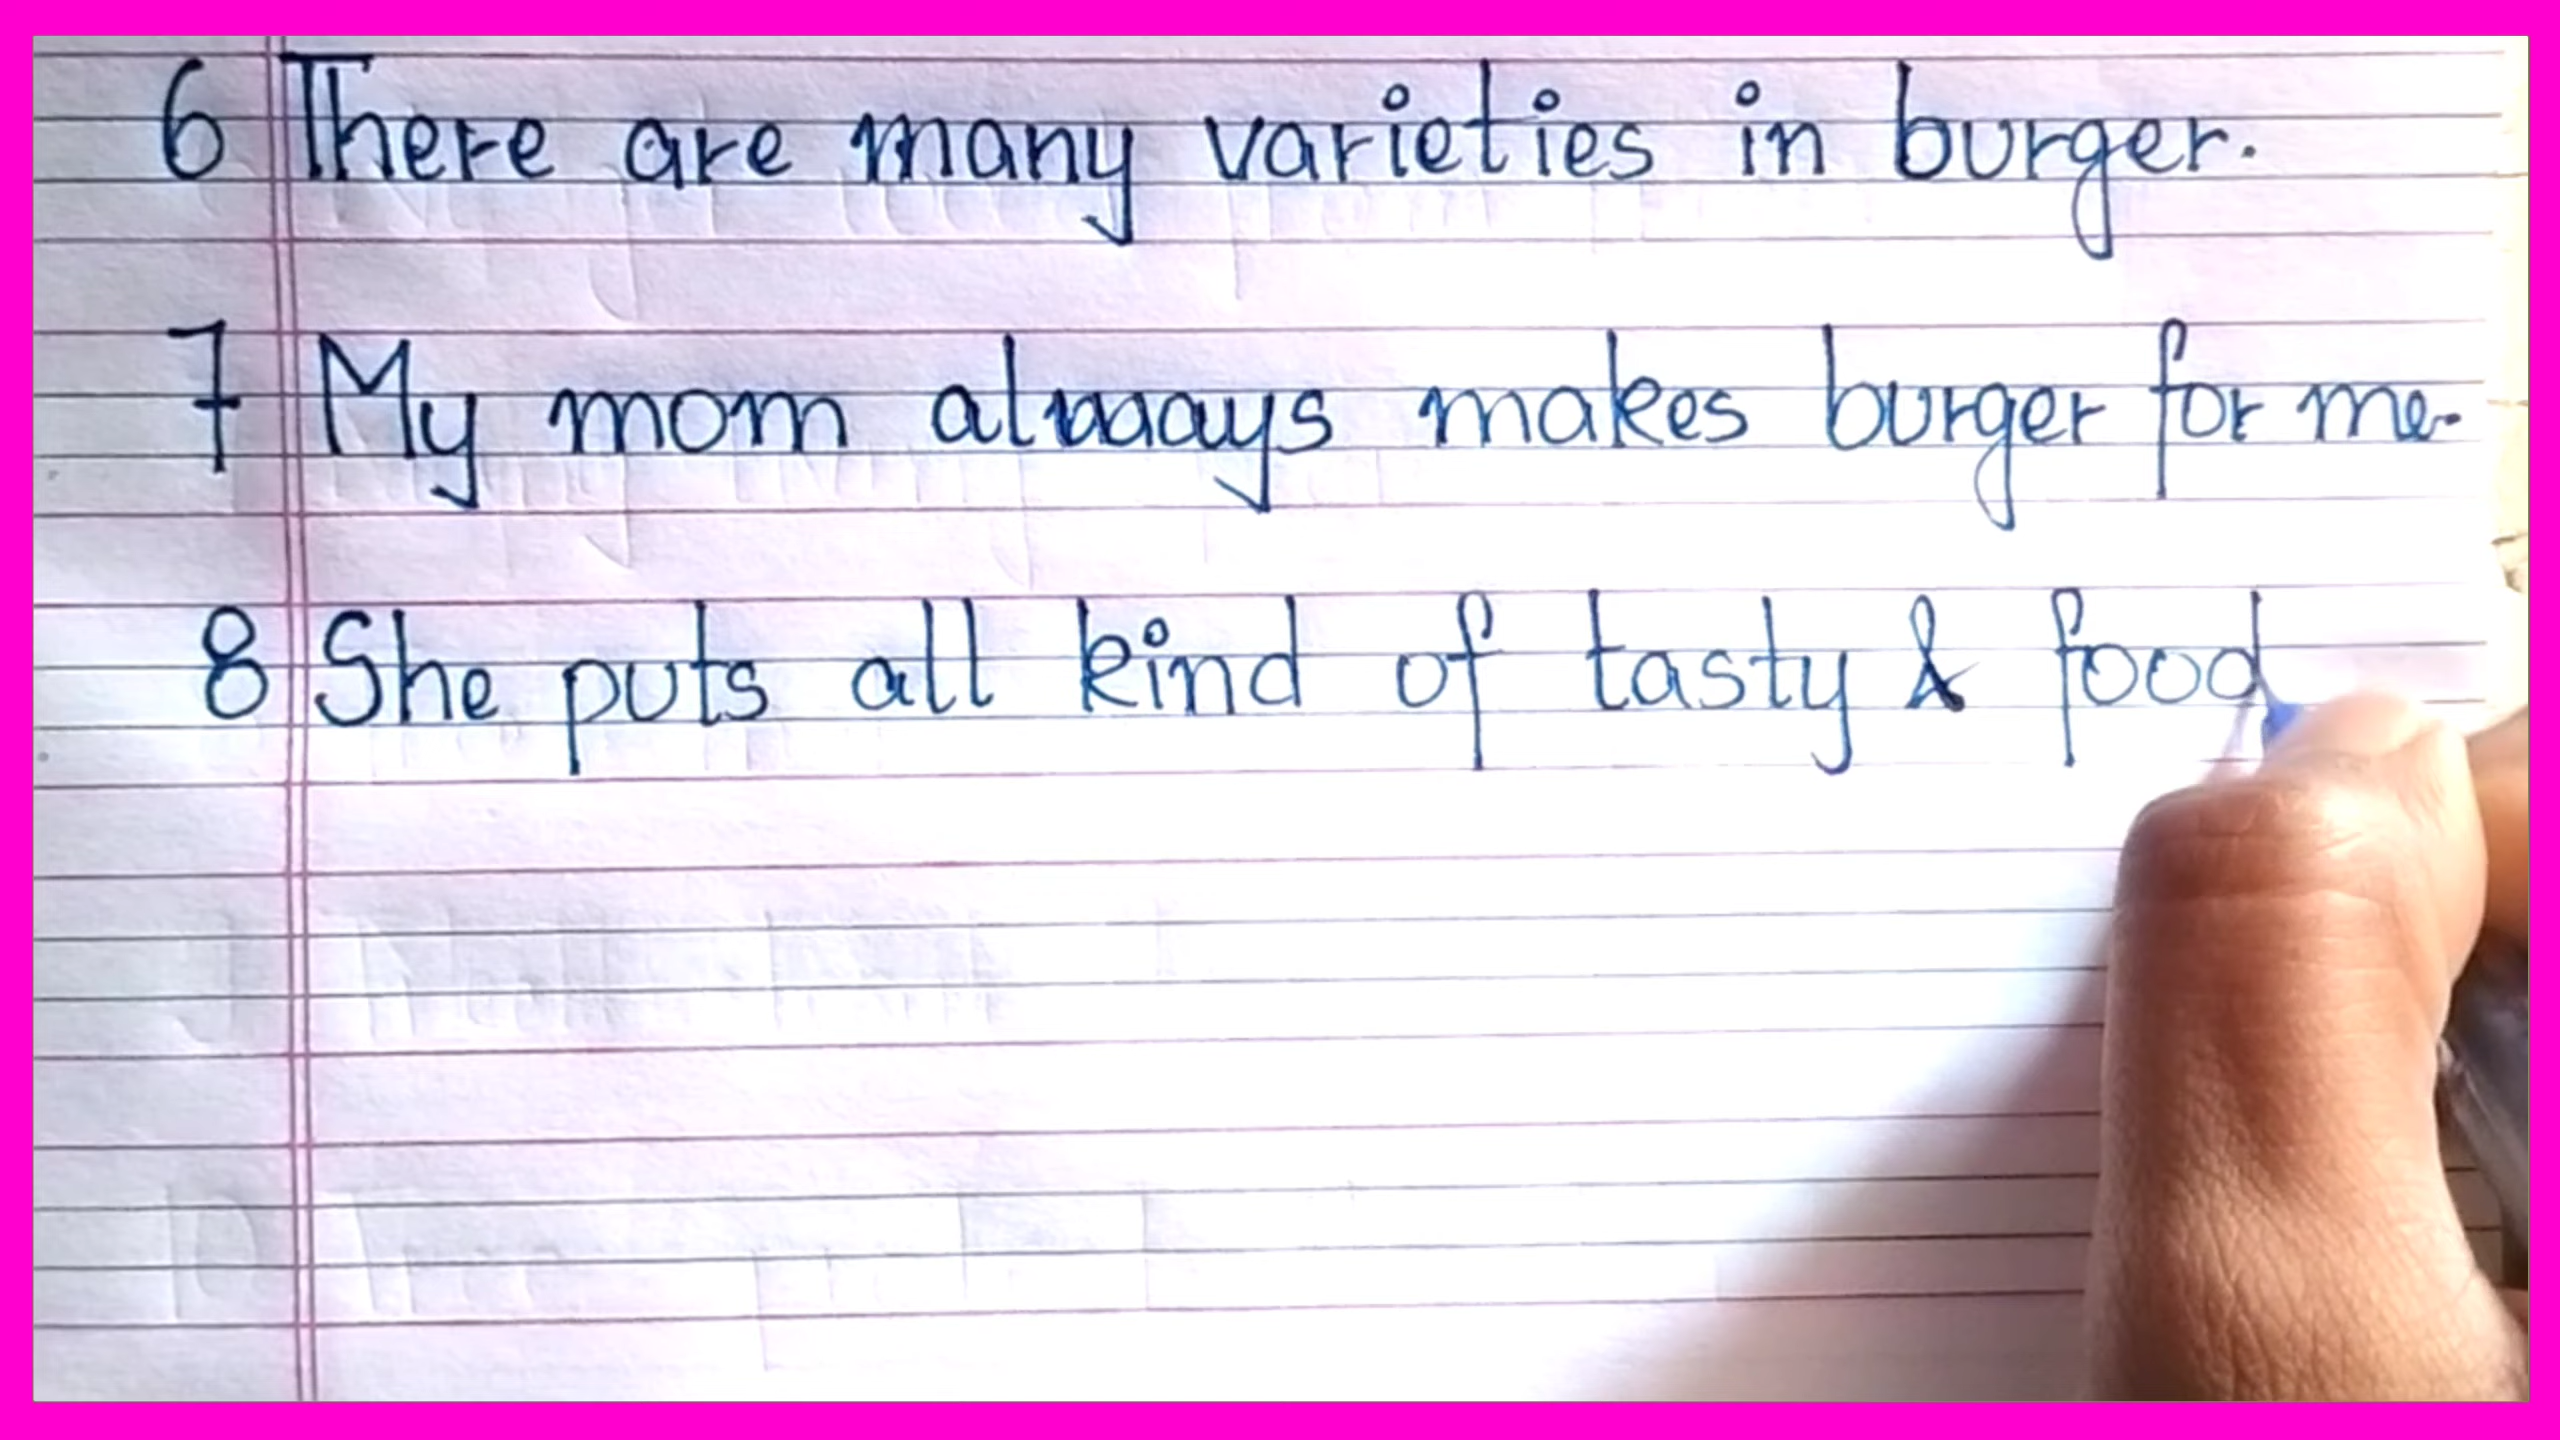 6 There are many varieties in burger.
7 My mom always makes burger for me.
8 She puts all kind of tasty & food